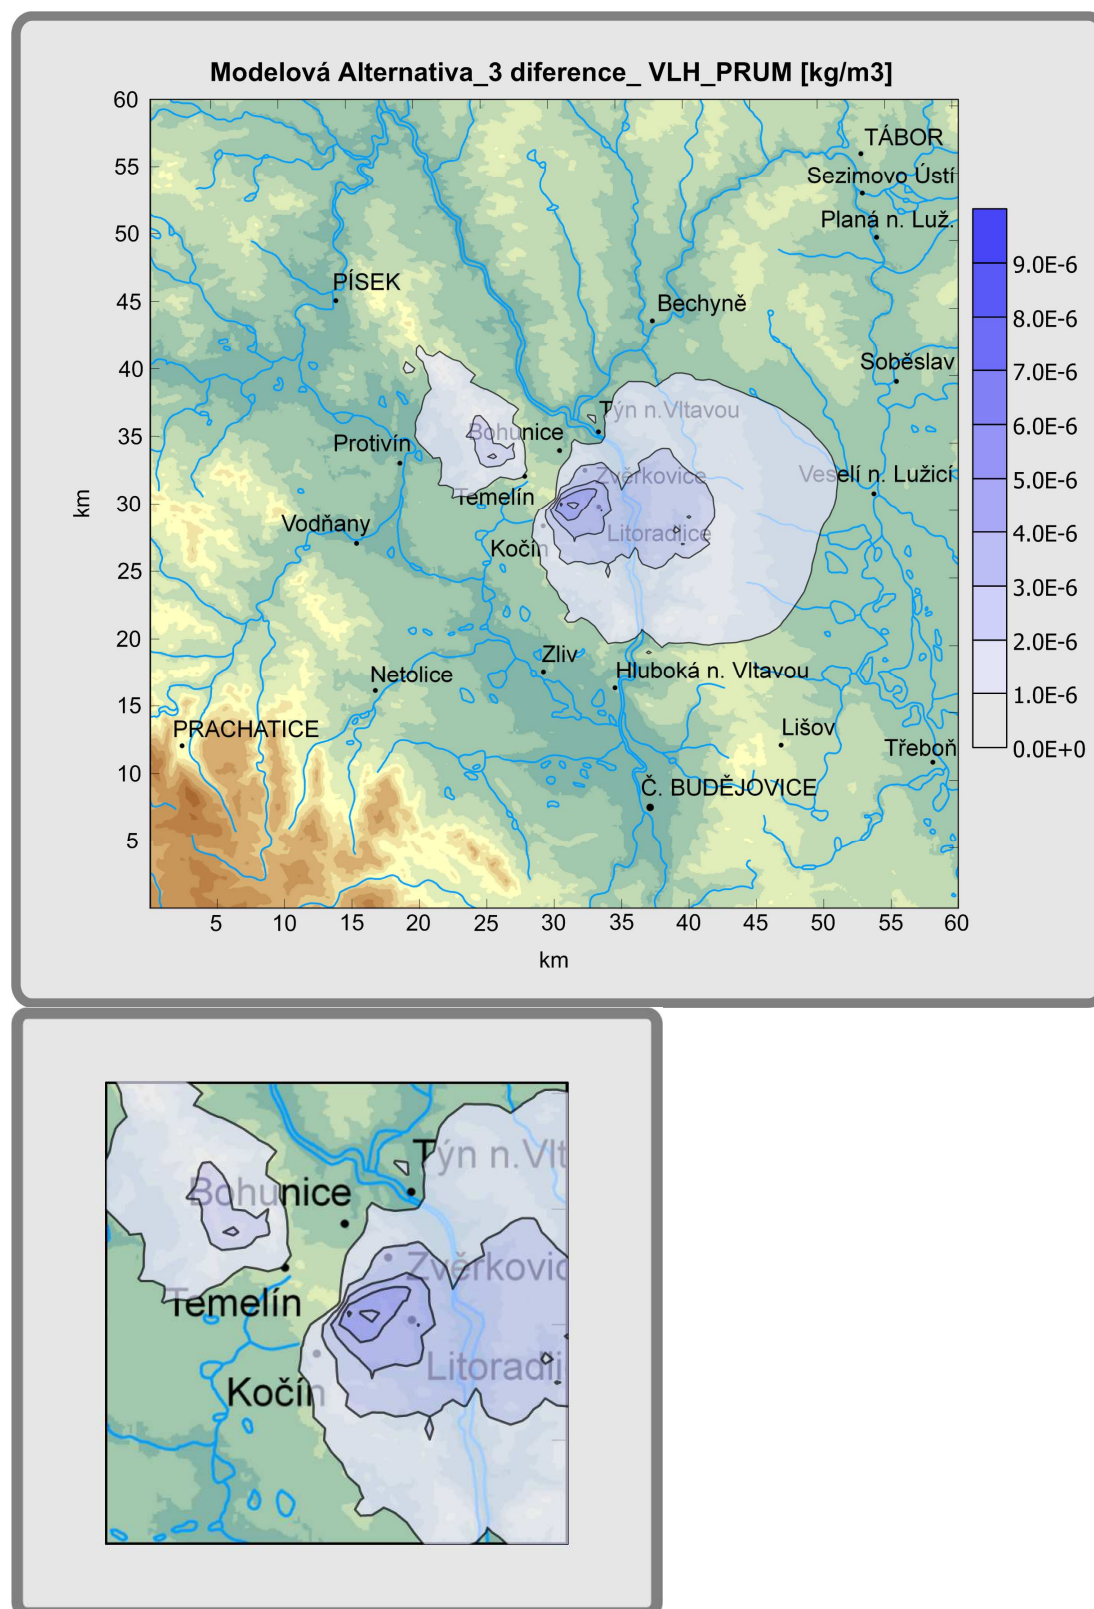 Modelová Alternativa_3 diference_ VLH_PRUM [kg/m3]
60
55
50
45
40
35
30
25
20
15
10
5
km
TÁBOR
Sezimovo Ústí
Planá n. Luž.
PÍSEK
Bechyně
Soběslav
Týn n.Vltavou
Bohunice
Protivín
Zvěrkovice
Veselí n. Lužicí
Temelín
Vodňany
Litoradlice
Kočín
Zliv
Netolice
Hluboká n. Vltavou
PRACHATICE
Lišov
Třeboň
Č. BUDĚJOVICE
5 10 15 20 25 30 35 40 45 50 55 60
km
9.0E-6
8.0E-6
7.0E-6
6.0E-6
5.0E-6
4.0E-6
3.0E-6
2.0E-6
1.0E-6
0.0E+0
Týn n.Vlt
Bohunice
Zvěrkovic
Temelín
Litoradli
Kočín